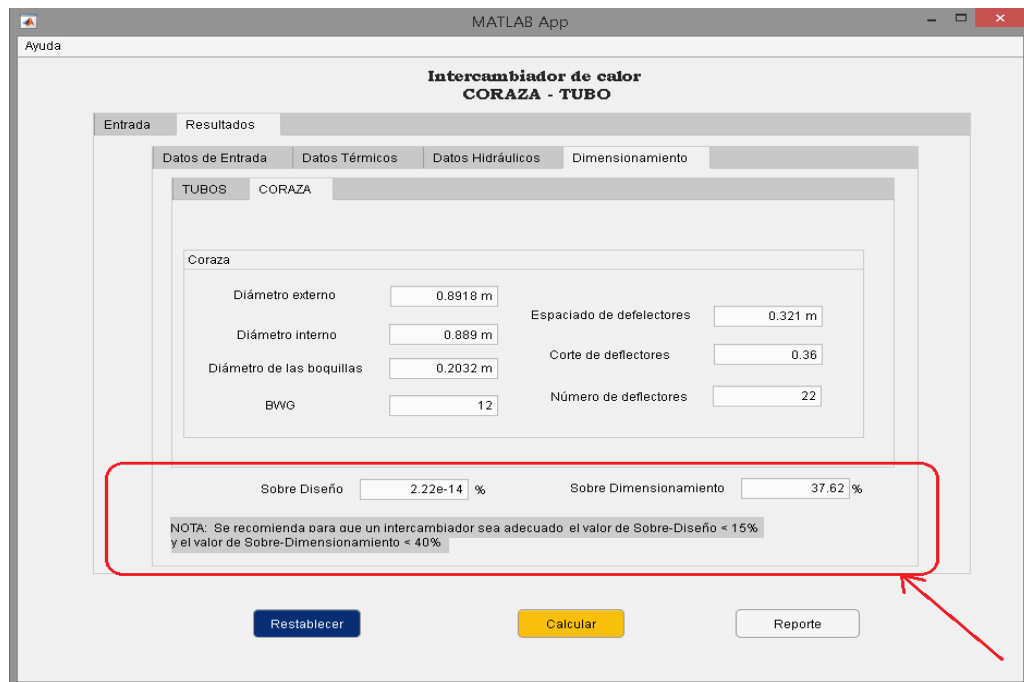 MATLAB App
Ayuda
Intercambiador de calor
CORAZA - TUBO
Entrada Resultados
Datos de Entrada Datos Térmicos Datos Hidráulicos Dimensionamiento
TUBOS CORAZA
Coraza
Diámetro externo 0.8918 m
Diámetro interno 0.889 m
Diámetro de las boquillas 0.2032 m
BWG 12
Espaciado de defelectores 0.321 m
Corte de deflectores 0.36
Número de deflectores 22
Sobre Diseño 2.22e-14 % Sobre Dimensionamiento 37.62 %
NOTA: Se recomienda para que un intercambiador sea adecuado el valor de Sobre-Diseño < 15%
y el valor de Sobre-Dimensionamiento < 40%
Restablecer Calcular Reporte